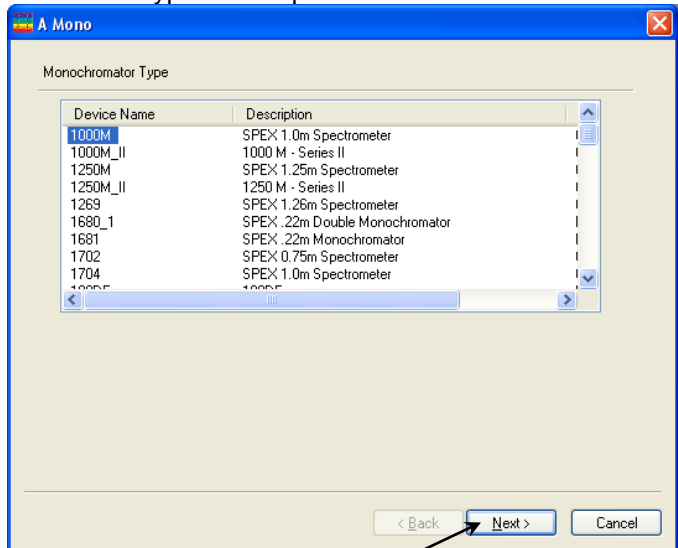 A Mono
Monochromator Type
Device Name Description
1000M SPEX 1.0m Spectrometer
1000M_II 1000 M - Series II
1250M SPEX 1.25m Spectrometer
1250M_II 1250 M - Series II
1269 SPEX 1.26m Spectrometer
1680_1 SPEX .22m Double Monochromator
1681 SPEX .22m Monochromator
1702 SPEX 0.75m Spectrometer
1704 SPEX 1.0m Spectrometer
< Back Next > Cancel